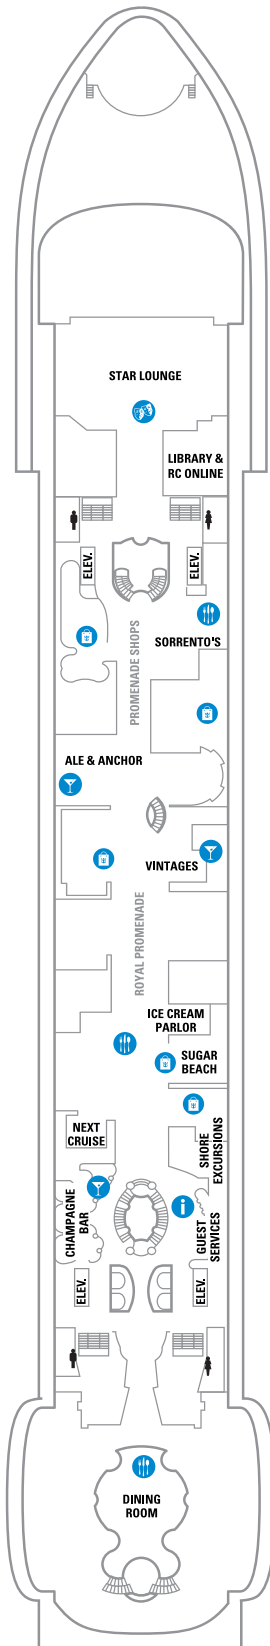 STAR LOUNGE
LIBRARY &
RC ONLINE
ELEV.
ELEV.
SORRENTO'S
PROMENADE SHOPS
ALE & ANCHOR
VINTAGES
ROYAL PROMENADE
ICE CREAM
PARLOR
SUGAR
BEACH
NEXT
CRUISE
SHORE
EXCURSIONS
CHAMPAGNE
BAR
GUEST
SERVICES
ELEV.
ELEV.
DINING
ROOM